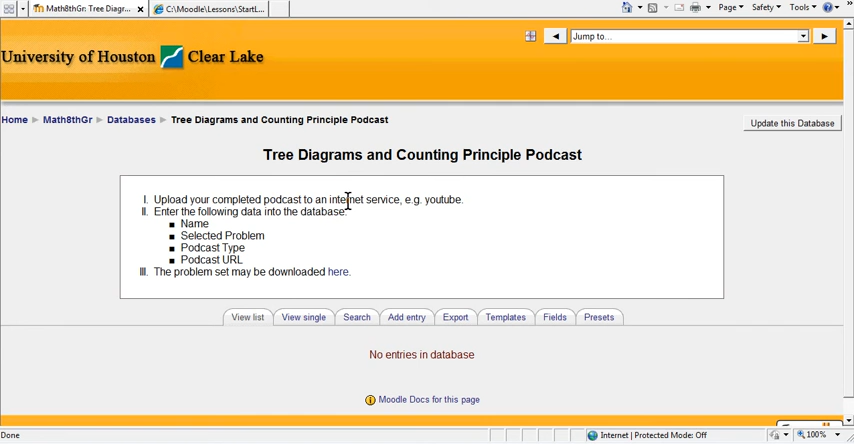 Math8thGr: Tree Diagr...
C:\Moodle\Lessons\StartL...
Page
Safety
Tools
Jump to...
University of Houston Clear Lake
Home Math8thGr Databases Tree Diagrams and Counting Principle Podcast
Update this Database
Tree Diagrams and Counting Principle Podcast
I. Upload your completed podcast to an internet service, e.g. youtube.
II. Enter the following data into the database:
Name
Selected Problem
Podcast Type
Podcast URL
III. The problem set may be downloaded here.
View list View single Search Add entry Export Templates Fields Presets
No entries in database
Moodle Docs for this page
Done
Internet | Protected Mode: Off
100%